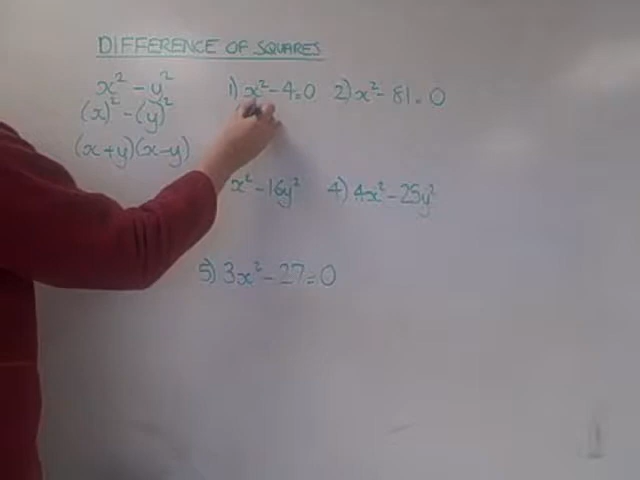 DIFFERENCE OF SQUARES
x² - y²
(x)² - (y)²
(x+y)(x-y)
1) x² - 4 = 0
2) x² - 81 = 0
x² - 16y²
4) 4x² - 25y²
5) 3x² - 27 = 0